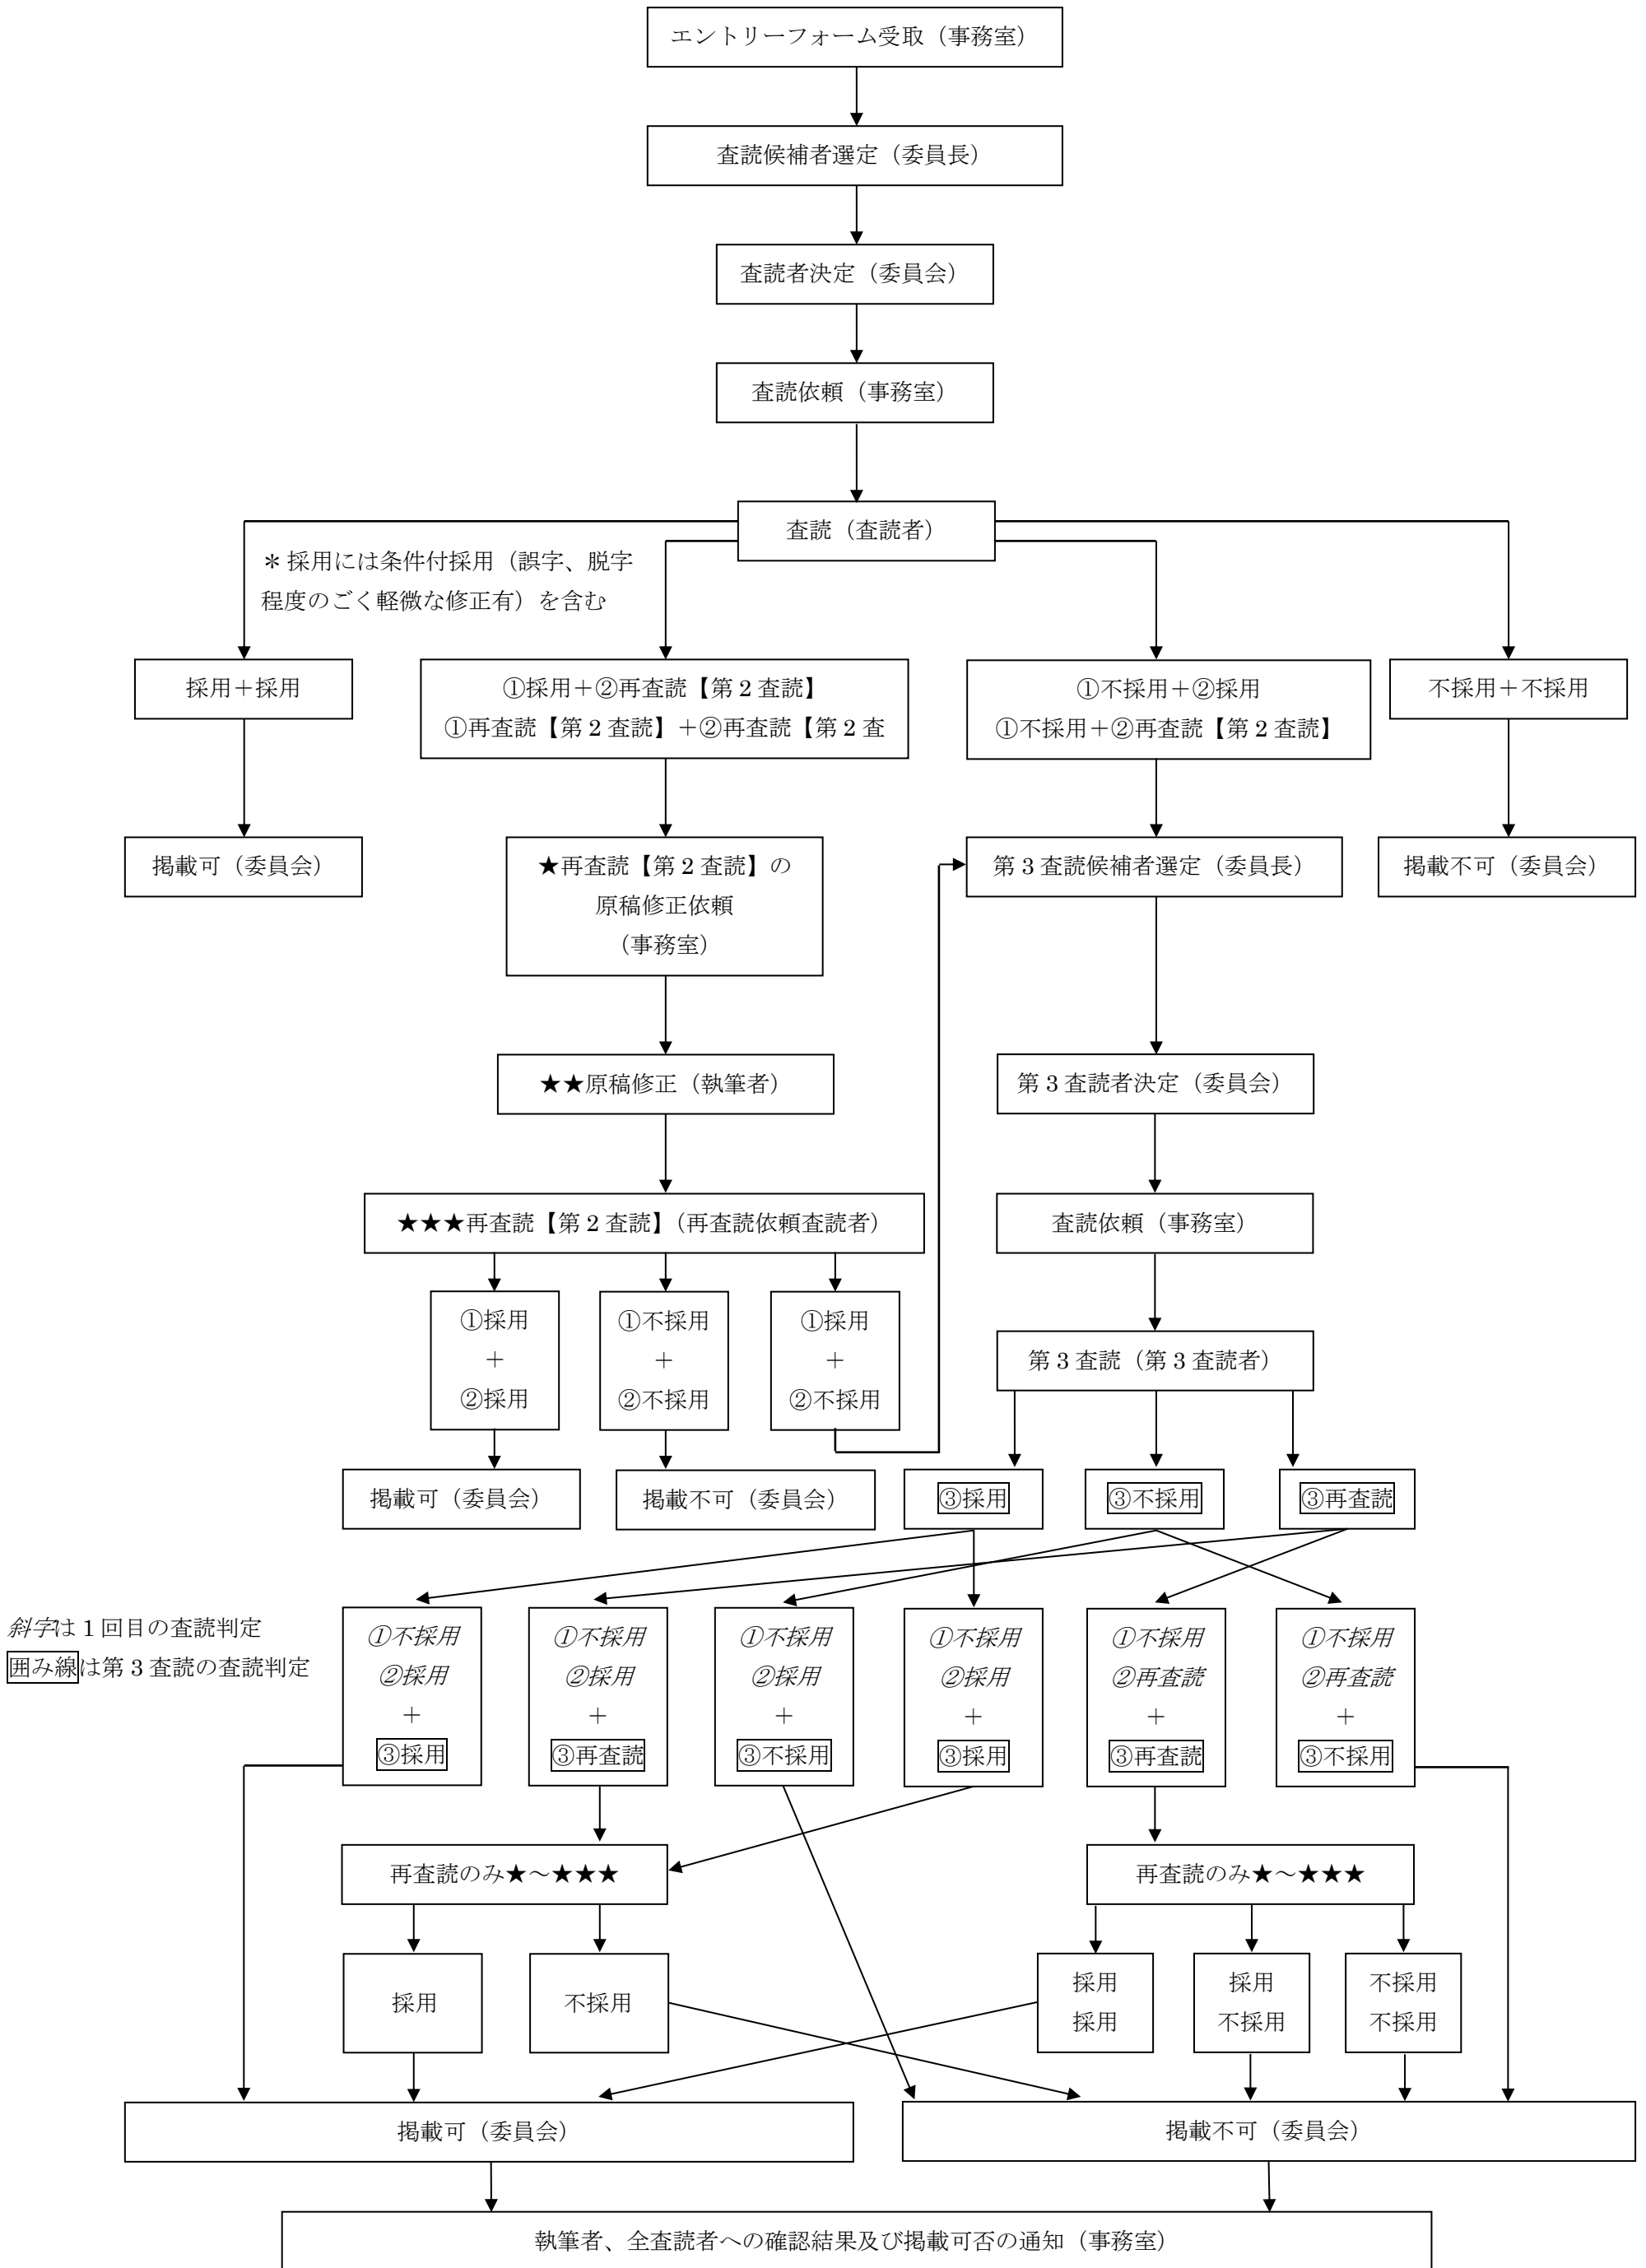 エントリーフォーム受取（事務室）
査読候補者選定（委員長）
査読者決定（委員会）
査読依頼（事務室）
査読（査読者）
＊採用には条件付採用（誤字、脱字
程度のごく軽微な修正有）を含む
採用＋採用
①採用＋②再査読【第２査読】
①再査読【第２査読】＋②再査読【第２査
①不採用＋②採用
①不採用＋②再査読【第２査読】
不採用＋不採用
掲載可（委員会）
★再査読【第２査読】の
原稿修正依頼
（事務室）
第３査読候補者選定（委員長）
掲載不可（委員会）
★★原稿修正（執筆者）
第３査読者決定（委員会）
★★★再査読【第２査読】（再査読依頼査読者）
査読依頼（事務室）
①採用
＋
②採用
①不採用
＋
②不採用
①採用
＋
②不採用
第３査読（第３査読者）
掲載可（委員会）
掲載不可（委員会）
③採用
③不採用
③再査読
斜字は１回目の査読判定
囲み線は第３査読の査読判定
①不採用
②採用
＋
③採用
①不採用
②採用
＋
③再査読
①不採用
②採用
＋
③不採用
①不採用
②採用
＋
③採用
①不採用
②再査読
＋
③再査読
①不採用
②再査読
＋
③不採用
再査読のみ★～★★★
再査読のみ★～★★★
採用
不採用
採用
採用
採用
不採用
不採用
不採用
掲載可（委員会）
掲載不可（委員会）
執筆者、全査読者への確認結果及び掲載可否の通知（事務室）